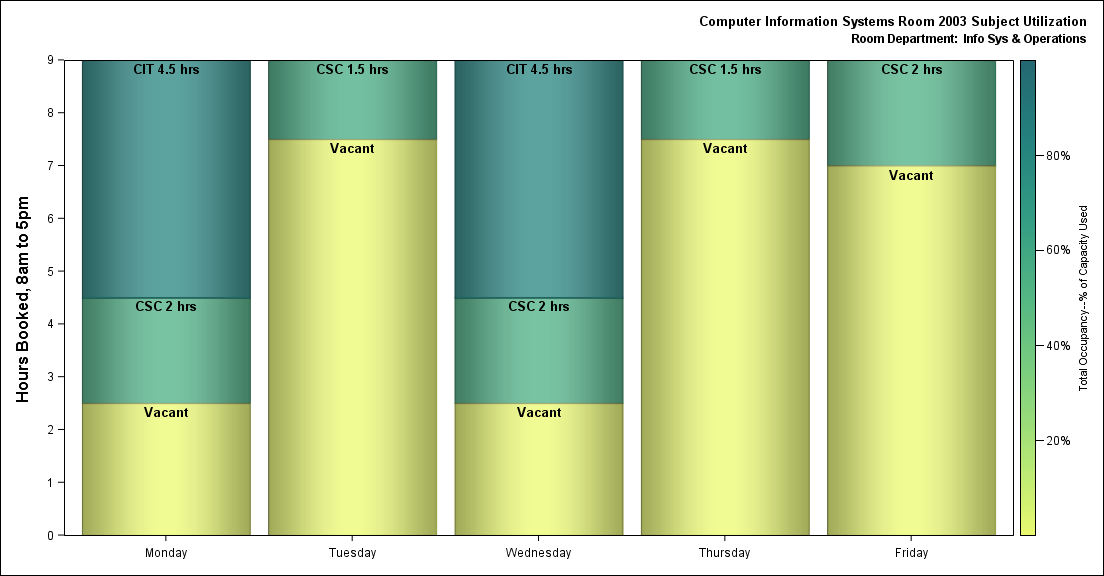 Computer Information Systems Room 2003 Subject Utilization
Room Department: Info Sys & Operations
Hours Booked, 8am to 5pm
9
8
7
6
5
4
3
2
1
0
CIT 4.5 hrs
CSC 2 hrs
Vacant
CSC 1.5 hrs
Vacant
CIT 4.5 hrs
CSC 2 hrs
Vacant
CSC 1.5 hrs
Vacant
CSC 2 hrs
Vacant
Monday
Tuesday
Wednesday
Thursday
Friday
80%
60%
40%
20%
Total Occupancy--% of Capacity Used